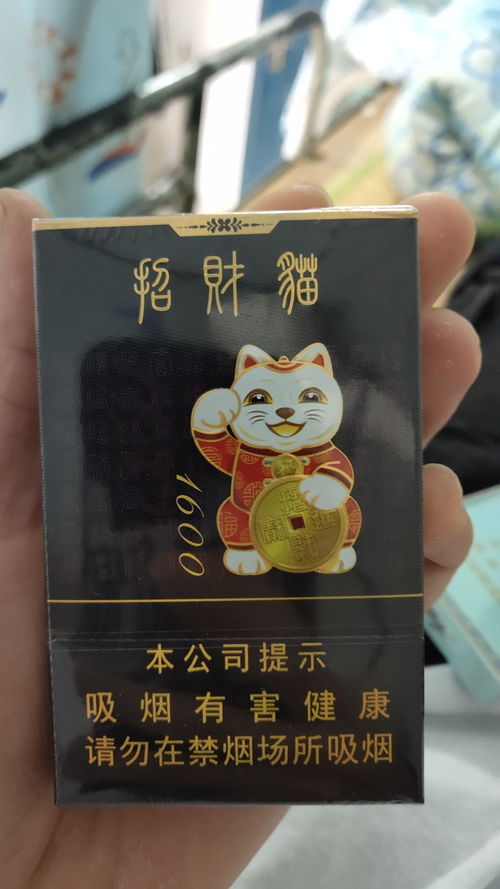 招財貓
1600
本公司提示
吸烟有害健康
请勿在禁烟场所吸烟